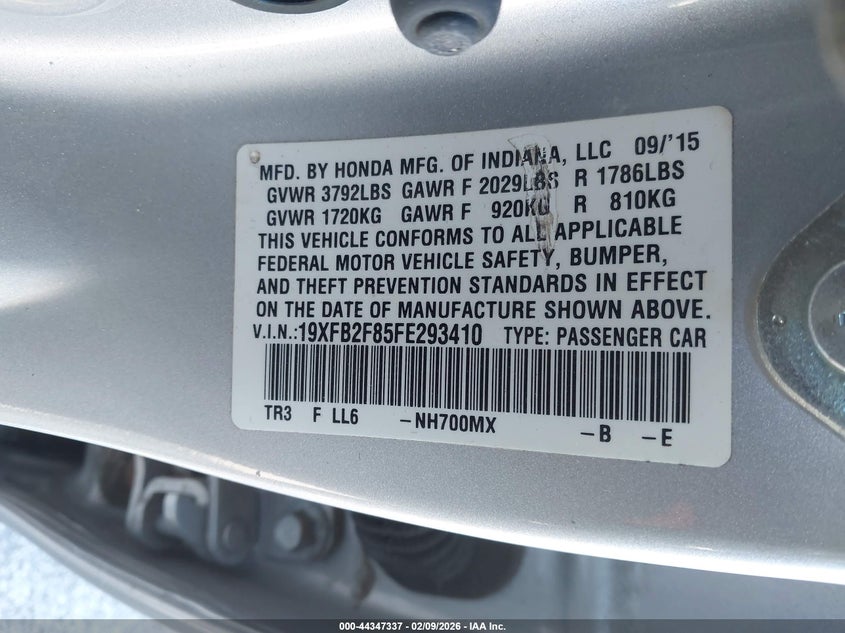 MFD. BY HONDA MFG. OF INDIANA, LLC 09/'15
GVWR 3792LBS GAWR F 2029LBS R 1786LBS
GVWR 1720KG GAWR F 920KG R 810KG
THIS VEHICLE CONFORMS TO ALL APPLICABLE
FEDERAL MOTOR VEHICLE SAFETY, BUMPER,
AND THEFT PREVENTION STANDARDS IN EFFECT
ON THE DATE OF MANUFACTURE SHOWN ABOVE.
V.I.N.:19XFB2F85FE293410 TYPE: PASSENGER CAR
TR3 F LL6 -NH700MX -B -E
000-44347337 - 02/09/2026 - IAA Inc.